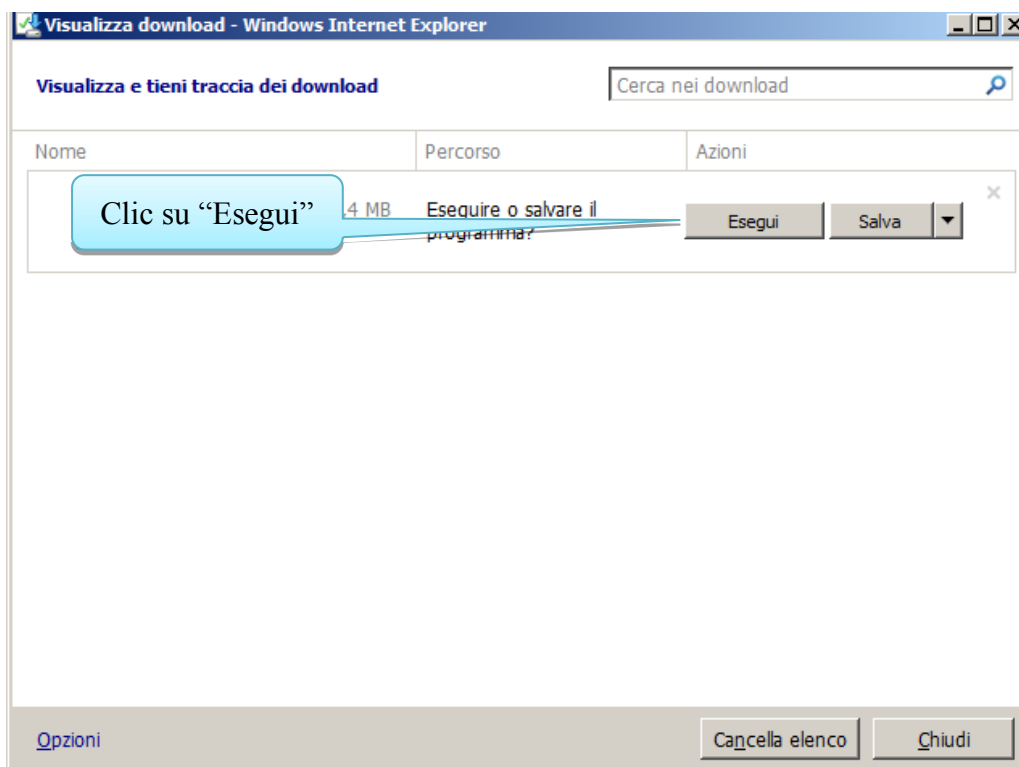 Visualizza download - Windows Internet Explorer
Visualizza e tieni traccia dei download
Cerca nei download
Nome Percorso Azioni
Clic su “Esegui”
,4 MB
Eseguire o salvare il
programma?
Esegui
Salva
Opzioni
Cancella elenco
Chiudi